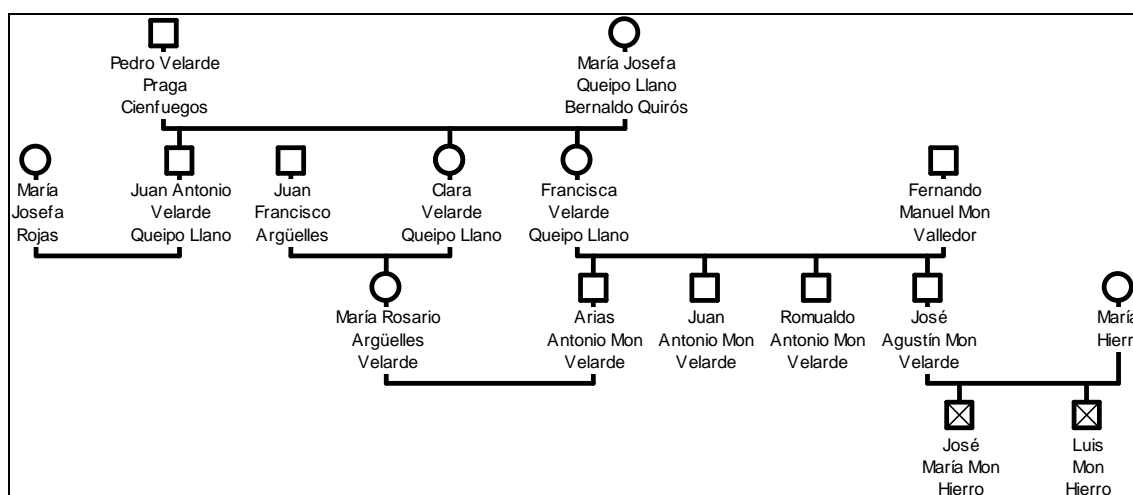 Pedro Velarde
Praga
Cienfuegos
María Josefa
Queipo Llano
Bernaldo Quirós
María
Josefa
Rojas
Juan Antonio
Velarde
Queipo Llano
Juan
Francisco
Argüelles
Clara
Velarde
Queipo Llano
Francisca
Velarde
Queipo Llano
Fernando
Manuel Mon
Valledor
María Rosario
Argüelles
Velarde
Arias
Antonio Mon
Velarde
Juan
Antonio Mon
Velarde
Romualdo
Antonio Mon
Velarde
José
Agustín Mon
Velarde
María
Hierr
José
María Mon
Hierro
Luis
Mon
Hierro